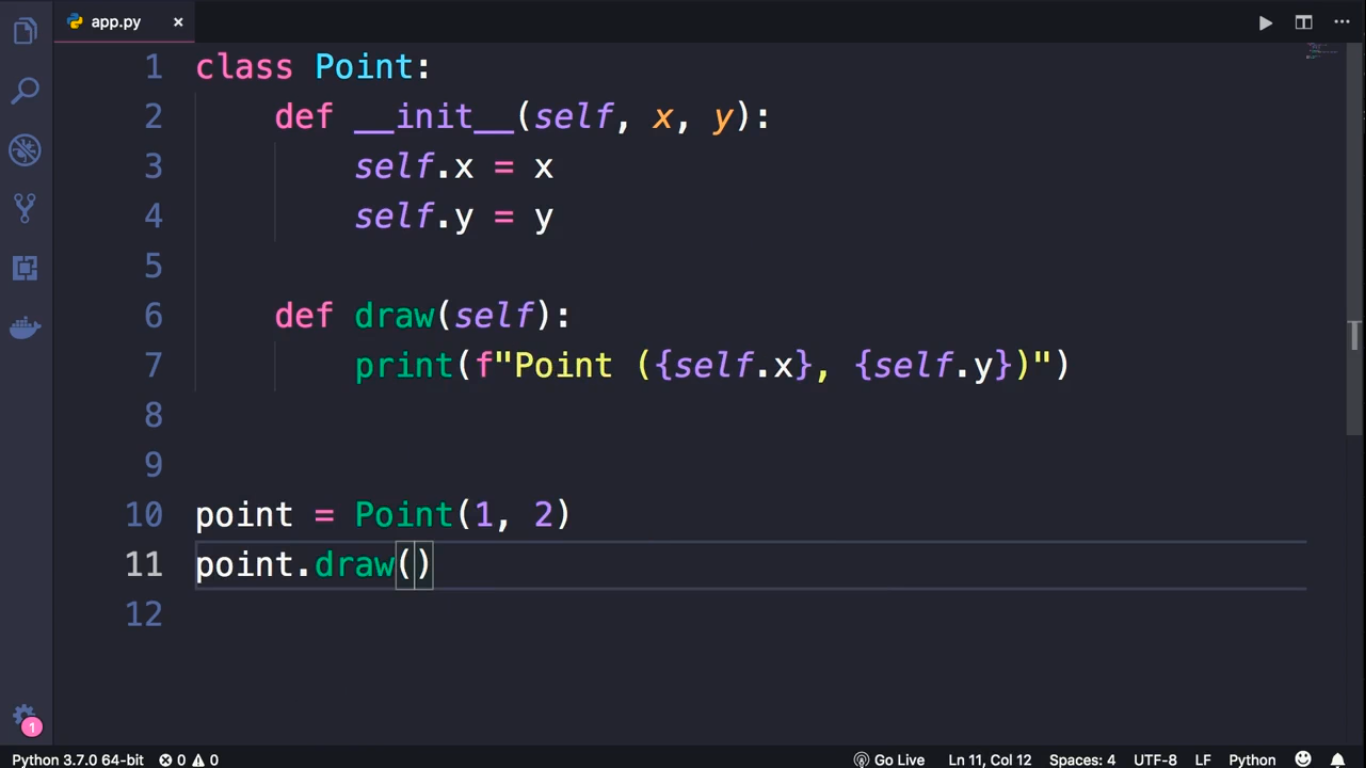 app.py ×
1 class Point:
2     def __init__(self, x, y):
3         self.x = x
4         self.y = y
5
6     def draw(self):
7         print(f"Point ({self.x}, {self.y})")
8
9
10 point = Point(1, 2)
11 point.draw()
12
1
Python 3.7.0 64-bit 0 0 Go Live Ln 11, Col 12 Spaces: 4 UTF-8 LF Python